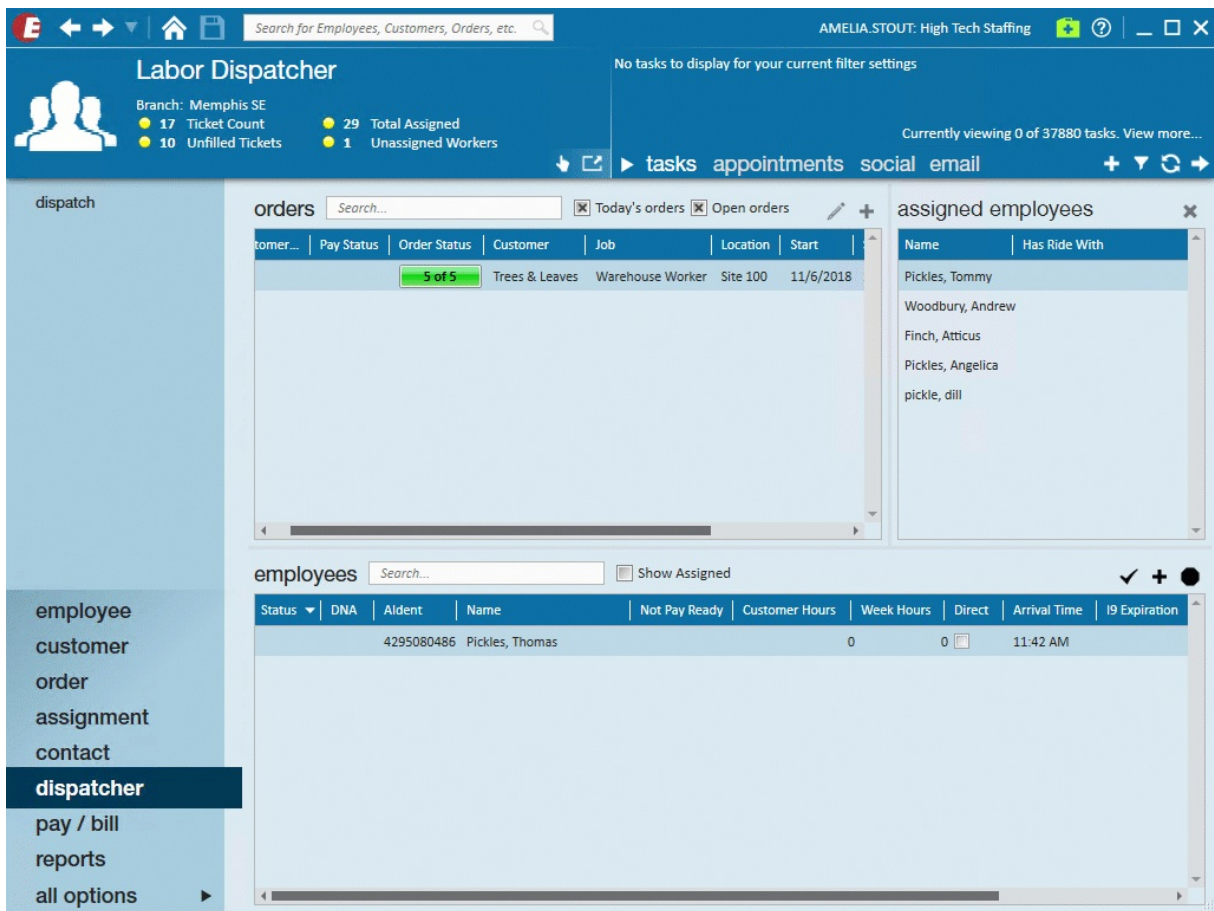 E
Search for Employees, Customers, Orders, etc.
AMELIA.STOUT: High Tech Staffing
Labor Dispatcher
Branch: Memphis SE
17 Ticket Count
29 Total Assigned
10 Unfilled Tickets
1 Unassigned Workers
No tasks to display for your current filter settings
Currently viewing 0 of 37880 tasks. View more...
tasks appointments social email
dispatch
orders Search... Today's orders Open orders
tomer... Pay Status Order Status Customer Job Location Start
5 of 5 Trees & Leaves Warehouse Worker Site 100 11/6/2018
assigned employees
Name Has Ride With
Pickles, Tommy
Woodbury, Andrew
Finch, Atticus
Pickles, Angelica
pickle, dill
employees Search... Show Assigned
Status DNA AIdent Name Not Pay Ready Customer Hours Week Hours Direct Arrival Time I9 Expiration
4295080486 Pickles, Thomas 0 0 11:42 AM
employee
customer
order
assignment
contact
dispatcher
pay / bill
reports
all options